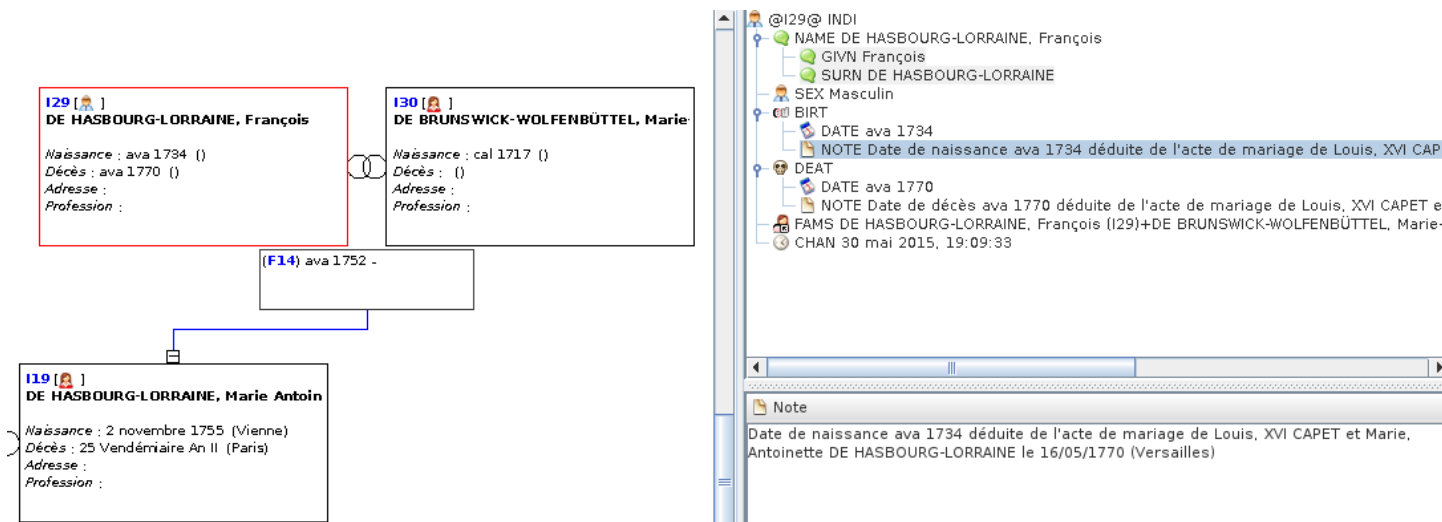 I29 [ ]
DE HASBOURG-LORRAINE, François
Naissance : ava 1734 ()
Décès : ava 1770 ()
Adresse :
Profession :
I30 [ ]
DE BRUNSWICK-WOLFENBÜTTEL, Marie-
Naissance : cal 1717 ()
Décès : ()
Adresse :
Profession :
(F14) ava 1752 -
I19 [ ]
DE HASBOURG-LORRAINE, Marie Antoin
Naissance : 2 novembre 1755 (Vienne)
Décès : 25 Vendémiaire An II (Paris)
Adresse :
Profession :
@I29@ INDI
NAME DE HASBOURG-LORRAINE, François
GIVN François
SURN DE HASBOURG-LORRAINE
SEX Masculin
BIRT
DATE ava 1734
NOTE Date de naissance ava 1734 déduite de l'acte de mariage de Louis, XVI CAP
DEAT
DATE ava 1770
NOTE Date de décès ava 1770 déduite de l'acte de mariage de Louis, XVI CAPET e
FAMS DE HASBOURG-LORRAINE, François (I29)+DE BRUNSWICK-WOLFENBÜTTEL, Marie-
CHAN 30 mai 2015, 19:09:33
Note
Date de naissance ava 1734 déduite de l'acte de mariage de Louis, XVI CAPET et Marie,
Antoinette DE HASBOURG-LORRAINE le 16/05/1770 (Versailles)